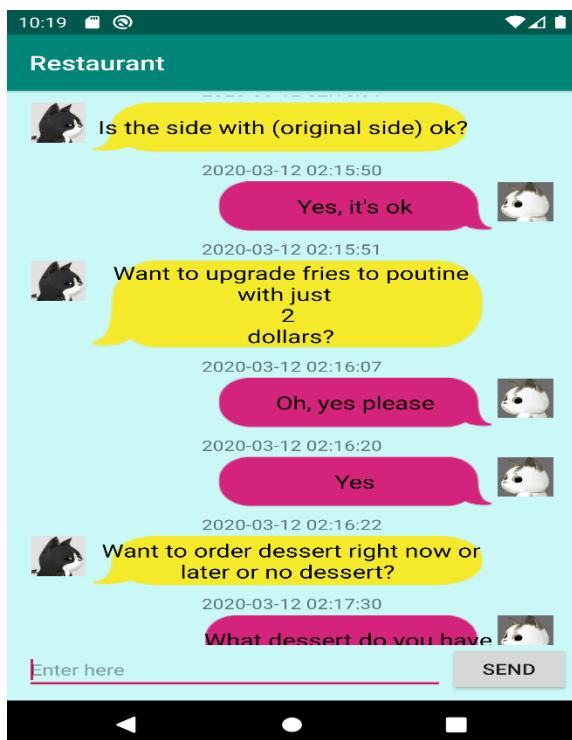 10:19
Restaurant
Is the side with (original side) ok?
2020-03-12 02:15:50
Yes, it's ok
2020-03-12 02:15:51
Want to upgrade fries to poutine
with just
2
dollars?
2020-03-12 02:16:07
Oh, yes please
2020-03-12 02:16:20
Yes
2020-03-12 02:16:22
Want to order dessert right now or
later or no dessert?
2020-03-12 02:17:30
What dessert do you have
Enter here
SEND